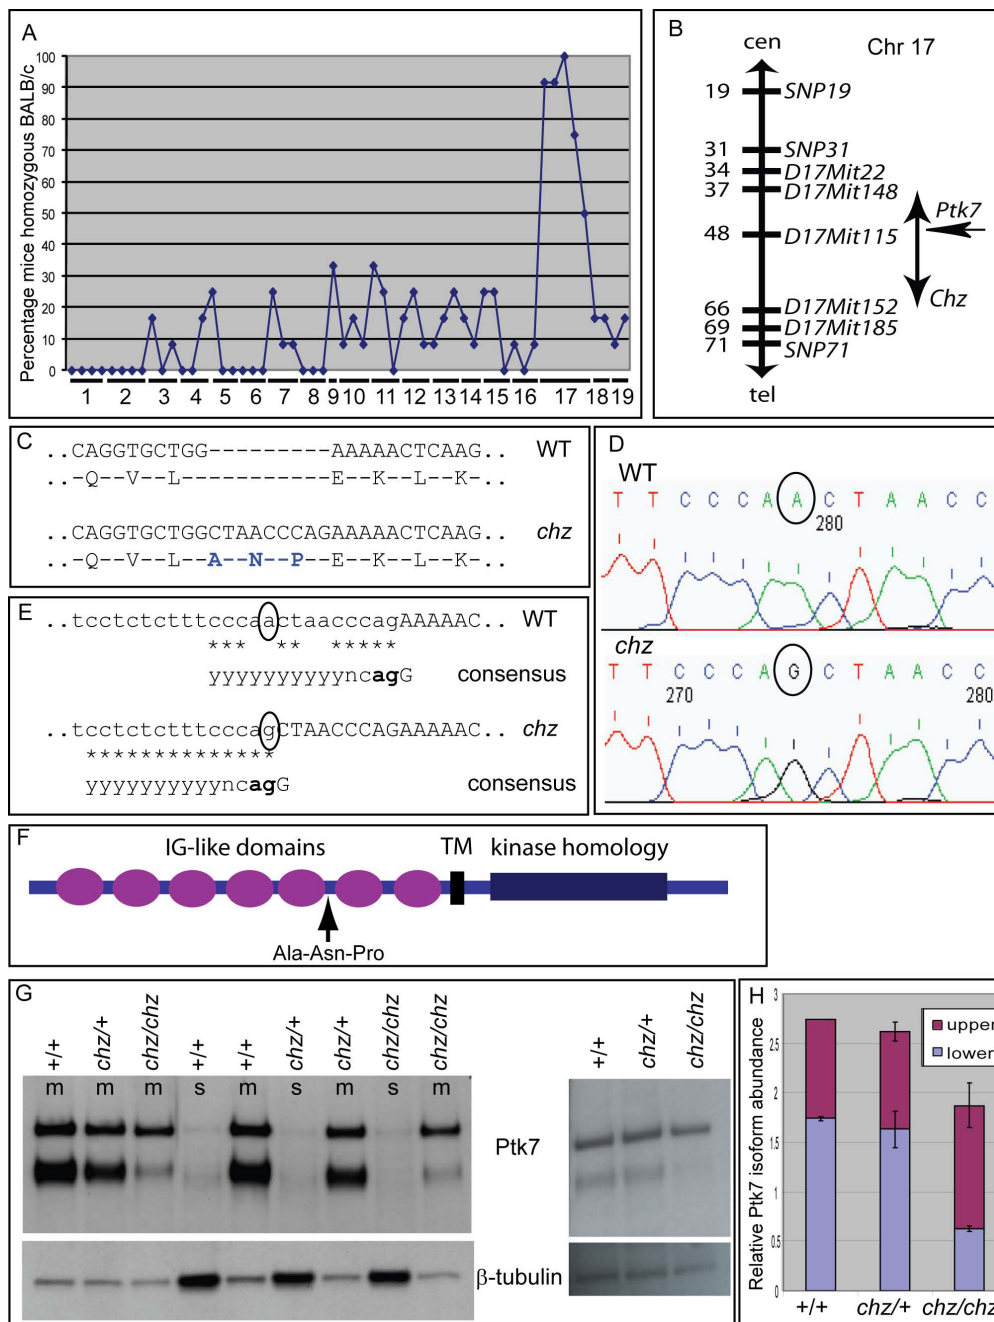 A
Percentage mice homozygous BALB/c
100
90
80
70
60
50
40
30
20
10
0
1 2 3 4 5 6 7 8 9 10 11 12 13 14 15 16 17 18 19
B
cen
Chr 17
19 SNP19
31 SNP31
34 D17Mit22
37 D17Mit148
Ptk7
48 D17Mit115
Chz
66 D17Mit152
69 D17Mit185
71 SNP71
tel
C
..CAGGTGCTGG---------AAAAACTCAAG.. WT
..-Q--V--L-----------E--K--L--K-..
CAGGTGCTGGCTAACCCAGAAAAACTCAAG.. chz
..-Q--V--L--A--N--P--E--K--L--K-..
D
WT
T T C C C A A C T A A C C
280
chz
T T C C C A G C T A A C C
270 280
E
..tcctctctttcccaactaacccagAAAAAC.. WT
*** ** *****
yyyyyyyyyyncagG consensus
..tcctctctttcccagCTAACCCAGAAAAAC.. chz
**************
yyyyyyyyyyncagG consensus
F
IG-like domains TM kinase homology
Ala-Asn-Pro
G
+/+ chz/+ chz/chz +/+ +/+ chz/+ chz/+ chz/chz chz/chz
m m m s m s m s m
+/+ chz/+ chz/chz
Ptk7
β-tubulin
H
Relative Ptk7 isoform abundance
3
2.5
2
1.5
1
0.5
0
upper
lower
+/+ chz/+ chz/chz